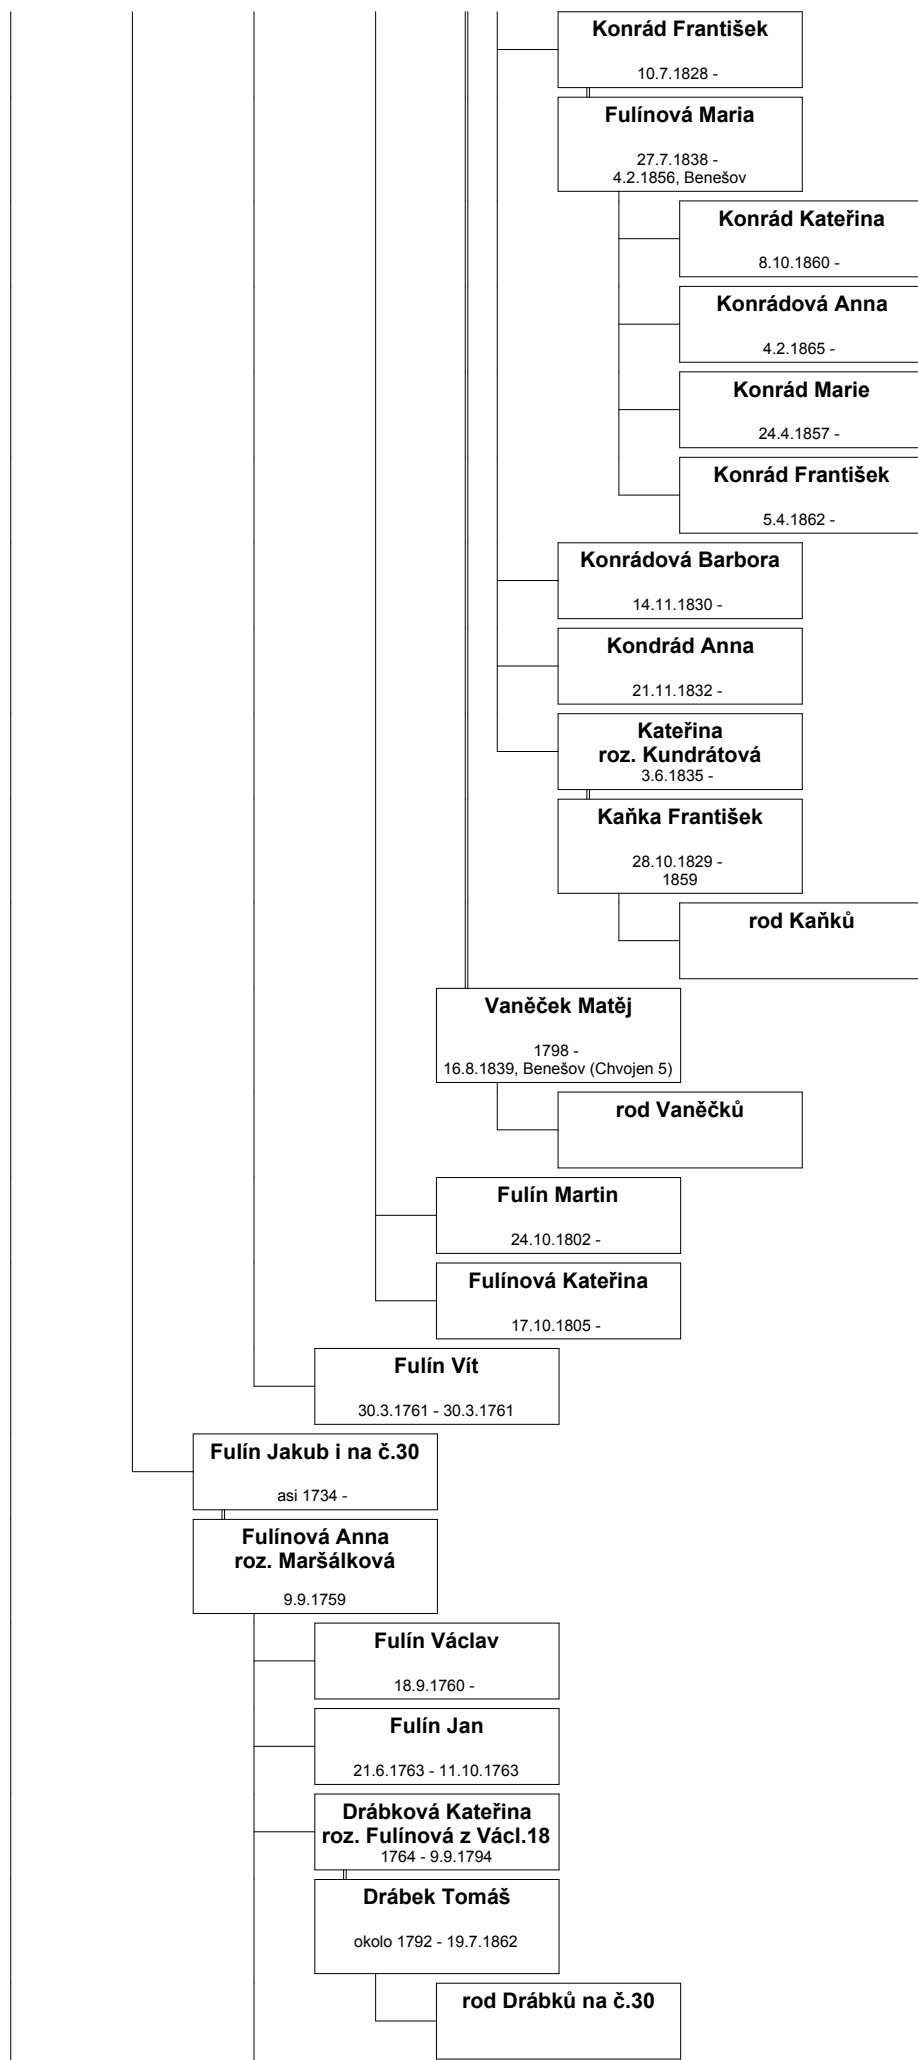 Konrád František
10.7.1828 -
Fulínová Maria
27.7.1838 -
4.2.1856, Benešov
Konrád Kateřina
8.10.1860 -
Konrádová Anna
4.2.1865 -
Konrád Marie
24.4.1857 -
Konrád František
5.4.1862 -
Konrádová Barbora
14.11.1830 -
Kondrád Anna
21.11.1832 -
Kateřina
roz. Kundrátová
3.6.1835 -
Kaňka František
28.10.1829 -
1859
rod Kaňků
Vaněček Matěj
1798 -
16.8.1839, Benešov (Chvojen 5)
rod Vaněčků
Fulín Martin
24.10.1802 -
Fulínová Kateřina
17.10.1805 -
Fulín Vít
30.3.1761 - 30.3.1761
Fulín Jakub i na č.30
asi 1734 -
Fulínová Anna
roz. Maršálková
9.9.1759
Fulín Václav
18.9.1760 -
Fulín Jan
21.6.1763 - 11.10.1763
Drábková Kateřina
roz. Fulínová z Václ.18
1764 - 9.9.1794
Drábek Tomáš
okolo 1792 - 19.7.1862
rod Drábků na č.30